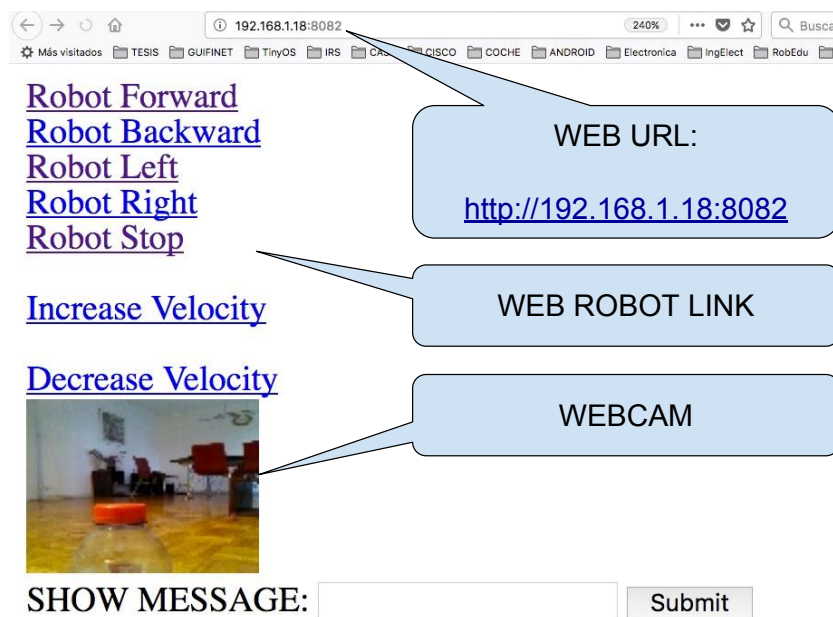 192.168.1.18:8082
240%
Busca
Más visitados TESIS GUIFINET TinyOS IRS CISCO COCHE ANDROID Electronica IngElect RobEdu
Robot Forward
Robot Backward
Robot Left
Robot Right
Robot Stop
Increase Velocity
Decrease Velocity
WEB URL:
http://192.168.1.18:8082
WEB ROBOT LINK
WEBCAM
SHOW MESSAGE:
Submit